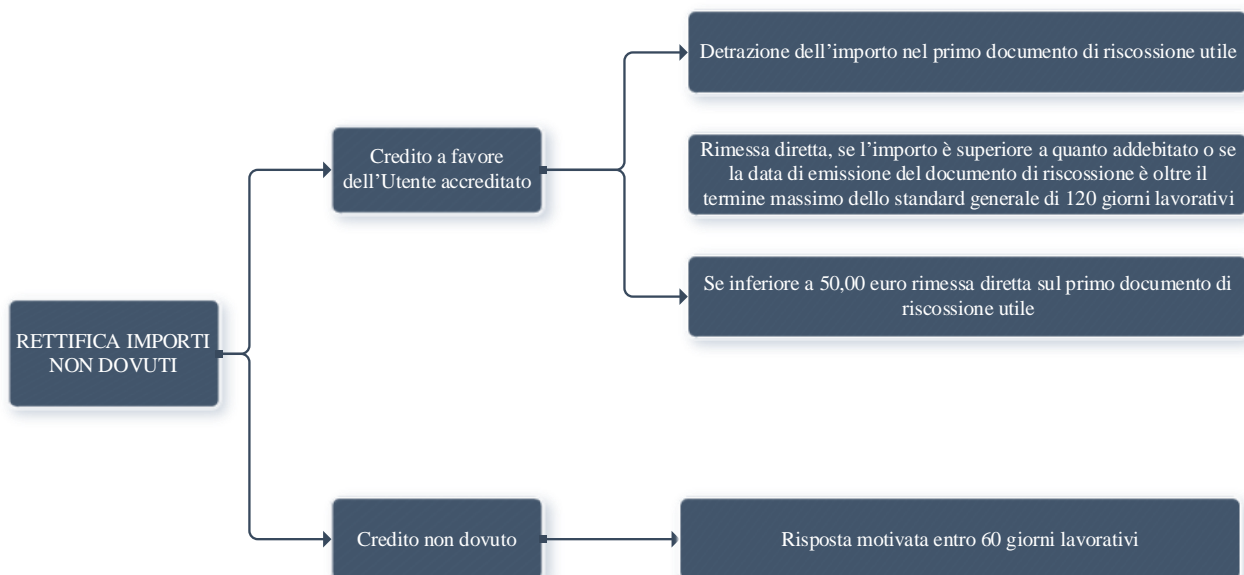 Detrazione dell’importo nel primo documento di riscossione utile
Credito a favore
dell’Utente accreditato
Rimessa diretta, se l’importo è superiore a quanto addebitato o se
la data di emissione del documento di riscossione è oltre il
termine massimo dello standard generale di 120 giorni lavorativi
Se inferiore a 50,00 euro rimessa diretta sul primo documento di
riscossione utile
RETTIFICA IMPORTI
NON DOVUTI
Credito non dovuto
Risposta motivata entro 60 giorni lavorativi